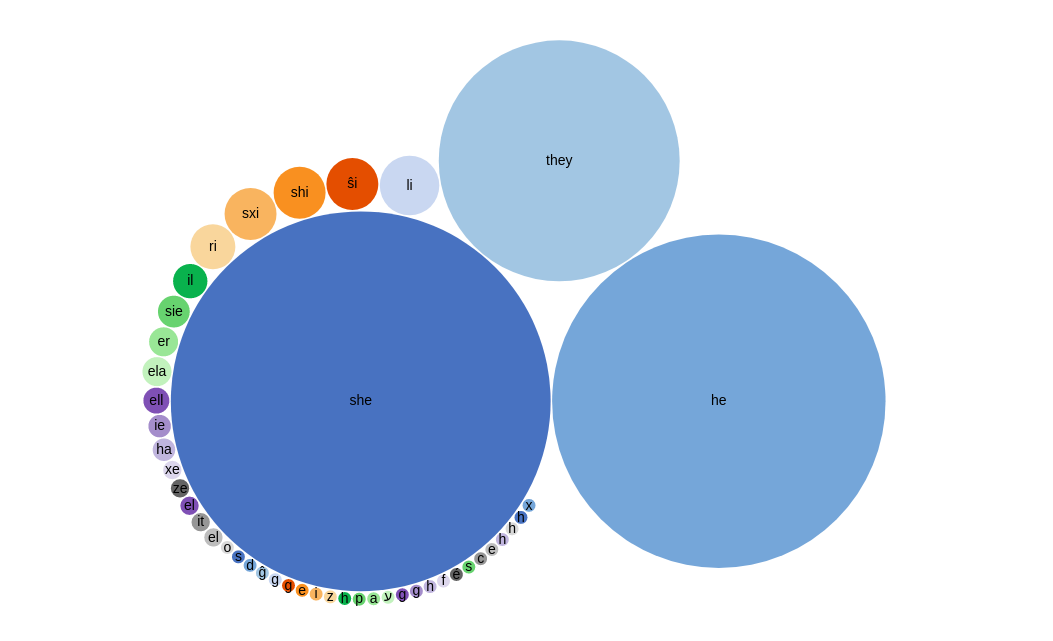 they
she
he
li
ŝi
shi
sxi
ri
il
sie
er
ela
ell
ie
ha
xe
ze
el
it
el
o
s
d
ĝ
g
g
e
i
z
h
p
a
ע
g
g
h
f
é
s
c
e
h
h
h
x